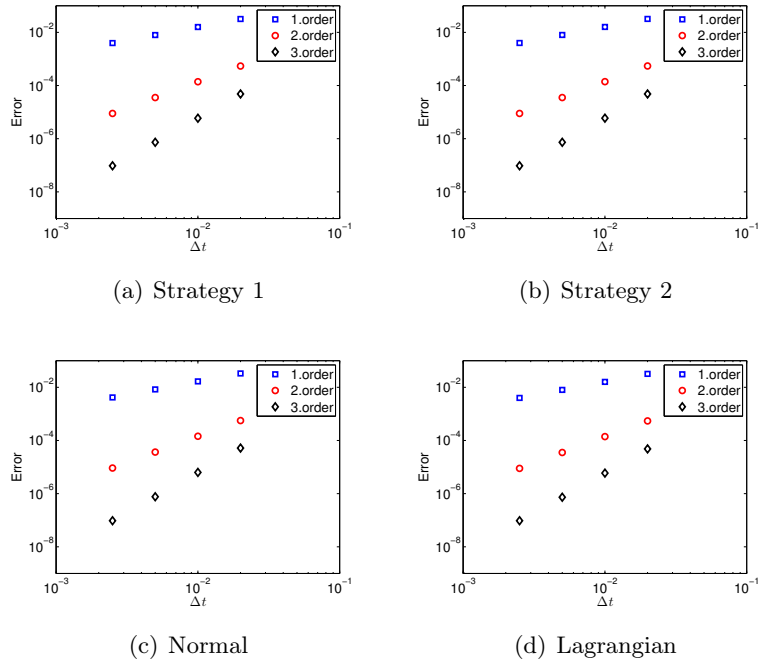 10⁻²
10⁻⁴
10⁻⁶
10⁻⁸
Error
10⁻³
10⁻²
10⁻¹
Δt
1.order
2.order
3.order
(a) Strategy 1
10⁻²
10⁻⁴
10⁻⁶
10⁻⁸
Error
10⁻³
10⁻²
10⁻¹
Δt
1.order
2.order
3.order
(b) Strategy 2
10⁻²
10⁻⁴
10⁻⁶
10⁻⁸
Error
10⁻³
10⁻²
10⁻¹
Δt
1.order
2.order
3.order
(c) Normal
10⁻²
10⁻⁴
10⁻⁶
10⁻⁸
Error
10⁻³
10⁻²
10⁻¹
Δt
1.order
2.order
3.order
(d) Lagrangian